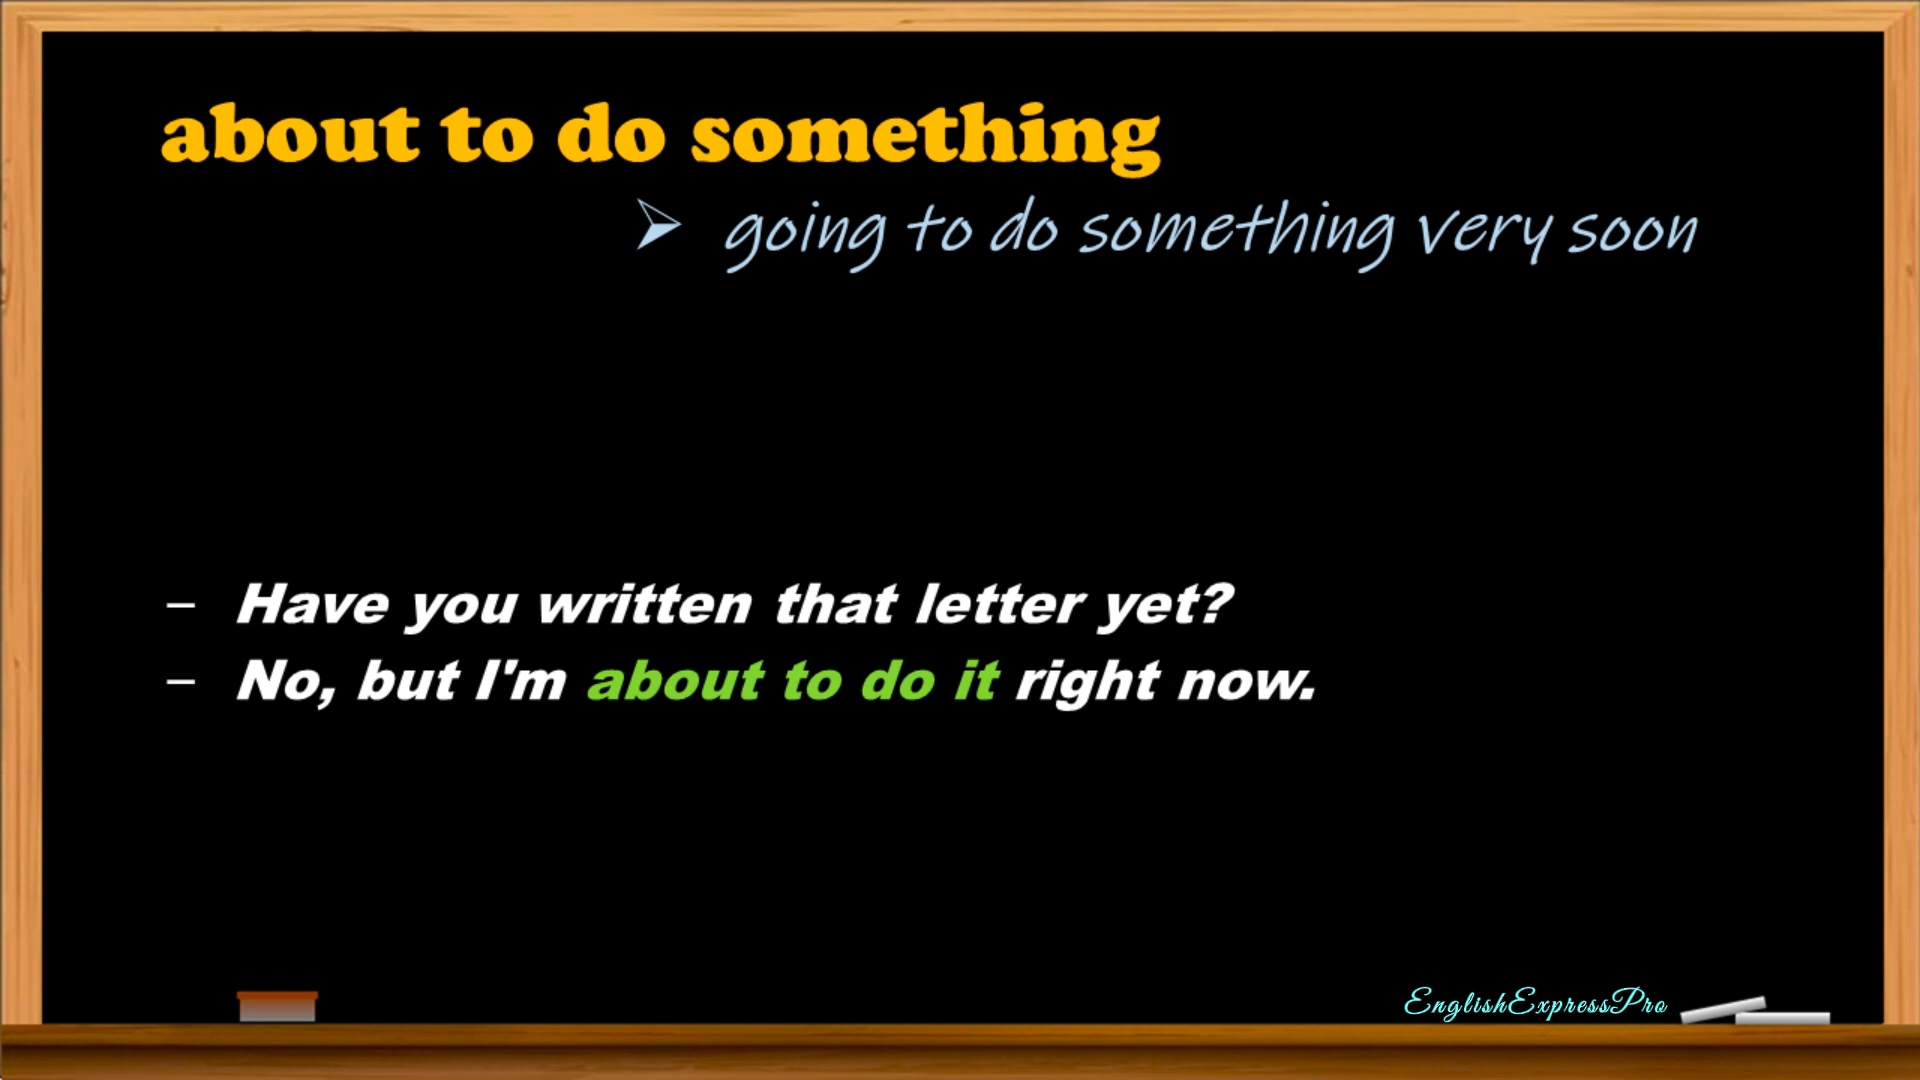 about to do something
➢ going to do something very soon
– Have you written that letter yet?
– No, but I'm about to do it right now.
EnglishExpressPro